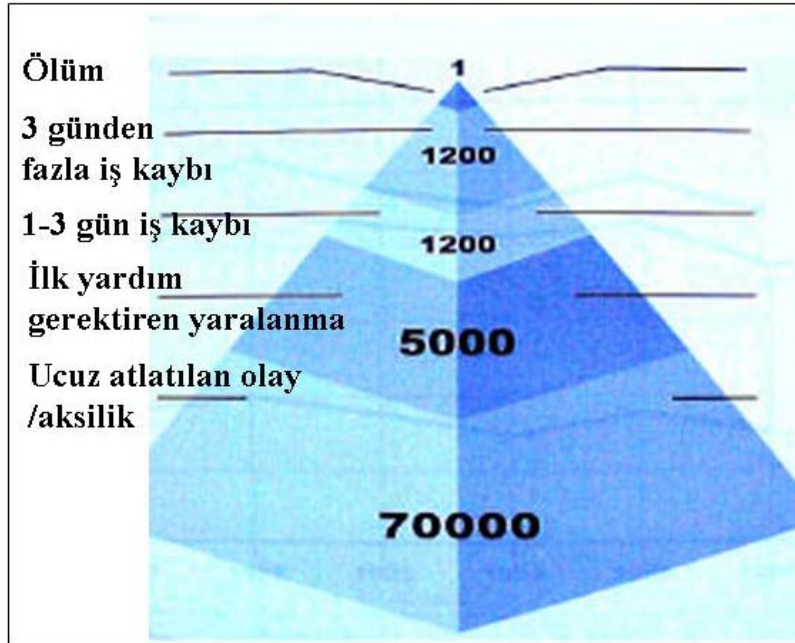 Ölüm
1
3 günden
fazla iş kaybı
1200
1-3 gün iş kaybı
1200
İlk yardım
gerektiren yaralanma
5000
Ucuz atlatılan olay
/aksilik
70000